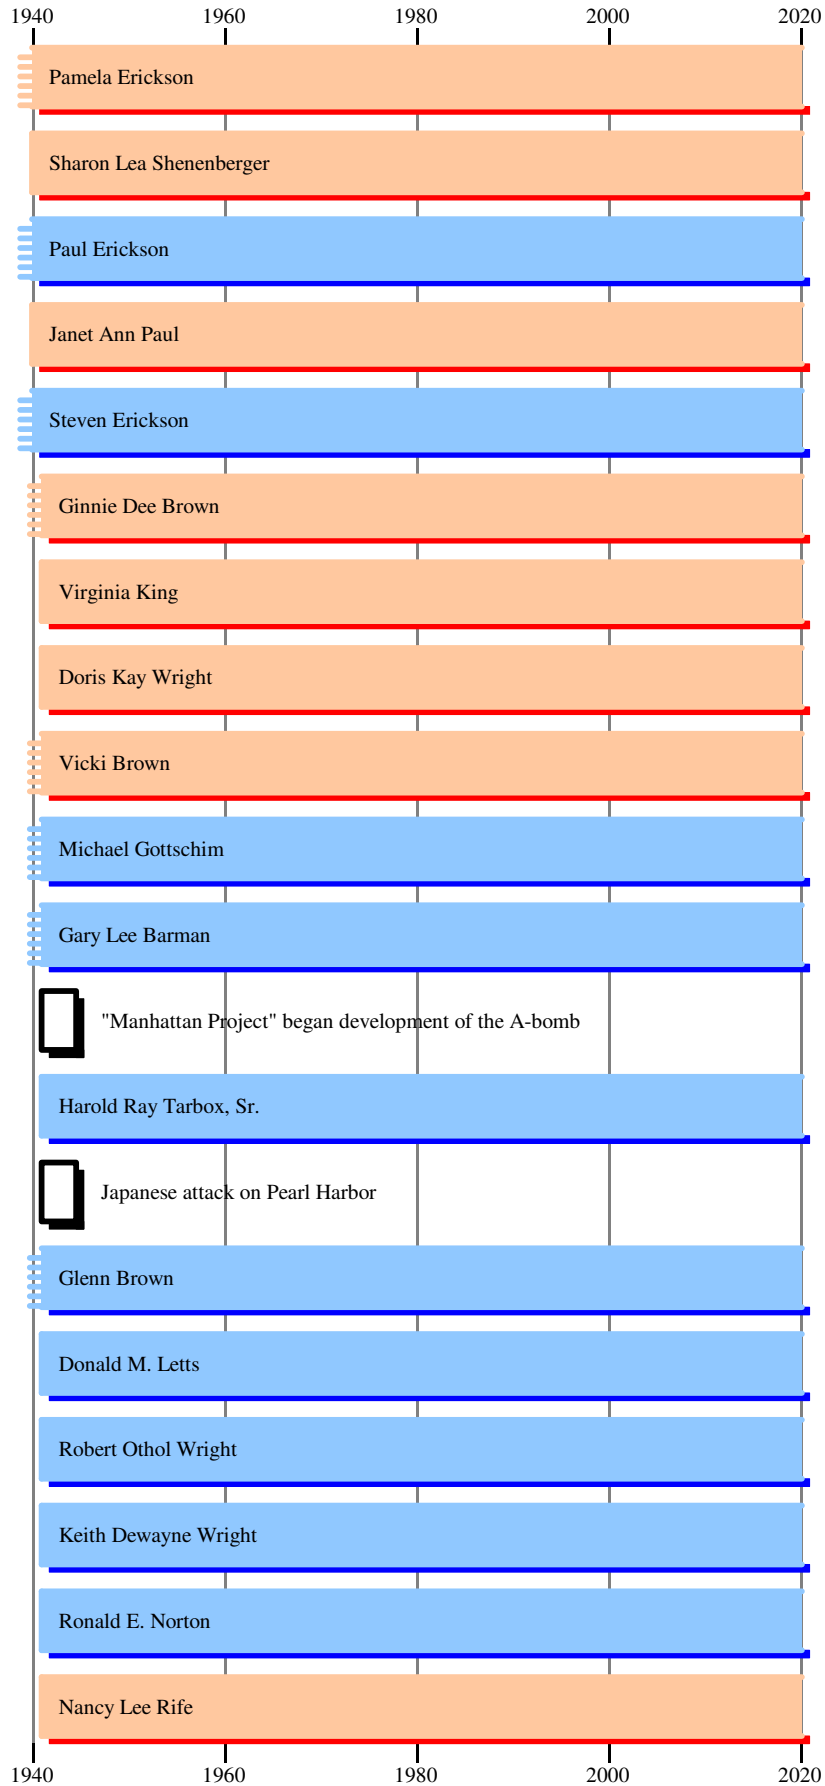 1940 1960 1980 2000 2020
Pamela Erickson
Sharon Lea Shenenberger
Paul Erickson
Janet Ann Paul
Steven Erickson
Ginnie Dee Brown
Virginia King
Doris Kay Wright
Vicki Brown
Michael Gottschim
Gary Lee Barman
"Manhattan Project" began development of the A-bomb
Harold Ray Tarbox, Sr.
Japanese attack on Pearl Harbor
Glenn Brown
Donald M. Letts
Robert Othol Wright
Keith Dewayne Wright
Ronald E. Norton
Nancy Lee Rife
1940 1960 1980 2000 2020